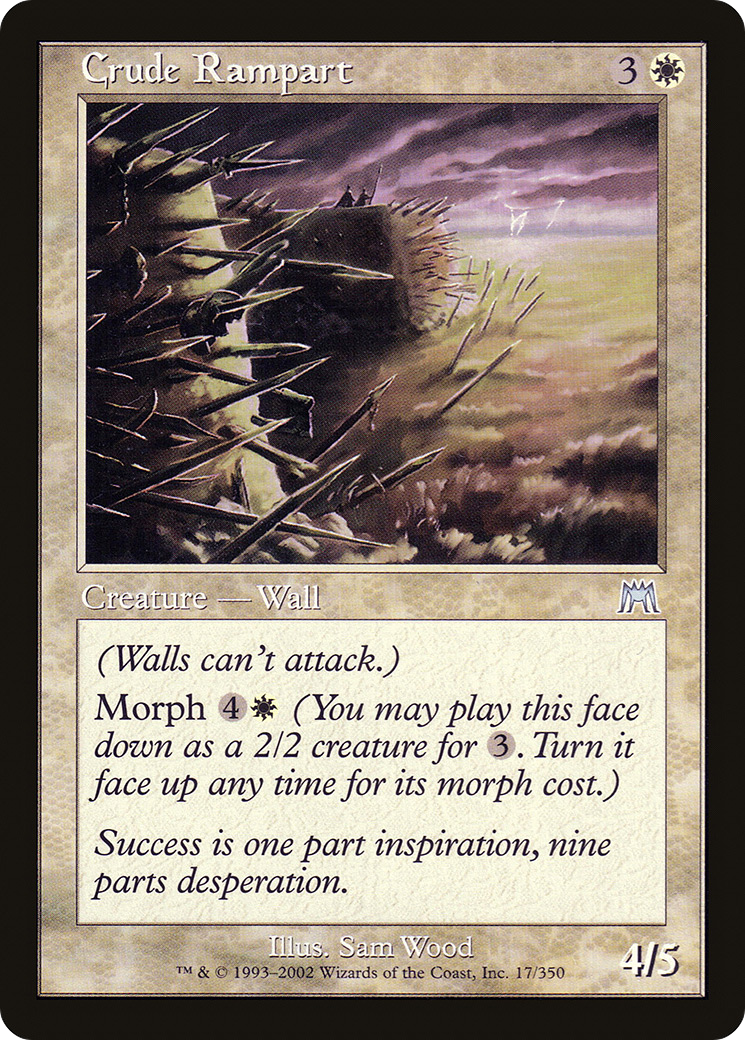 Crude Rampart 3
Creature — Wall
(Walls can't attack.)
Morph 4 (You may play this face
down as a 2/2 creature for 3. Turn it
face up any time for its morph cost.)
Success is one part inspiration, nine
parts desperation.
Illus. Sam Wood
™ & © 1993–2002 Wizards of the Coast, Inc. 17/350
4/5